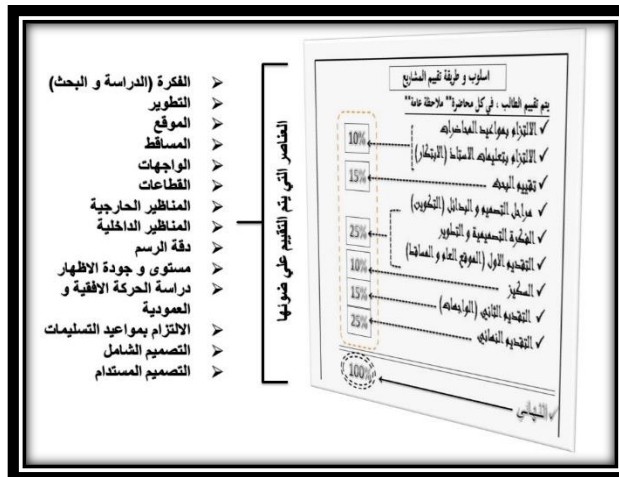 اسلوب و طريقة تقييم المشاريع
يتم تقييم الطالب ، في كل محاضرة** ملاحظة عامة**
✓ الالتزام بمواعيد المحاضرات
✓ الالتزام بتعليمات الاستاذ (الابتكار)
10%
✓ تقييم البحث
15%
✓ مراحل التصميم و البدائل (التكوين)
✓ الفكرة التصميمية و التطوير
✓ التقديم الاول (الموقع العام و المساقط)
25%
✓ السكيز
10%
✓ التقديم الثاني (الواجهات)
15%
✓ التقديم النهائي
25%
✓ النهائي
100%
العناصر التي يتم التقييم على ضوئها
الفكرة (الدراسة و البحث)
التطوير
الموقع
المساقط
الواجهات
القطاعات
المناظير الخارجية
المناظير الداخلية
دقة الرسم
مستوى و جودة الاظهار
دراسة الحركة الافقية و
العمودية
الالتزام بمواعيد التسليمات
التصميم الشامل
التصميم المستدام